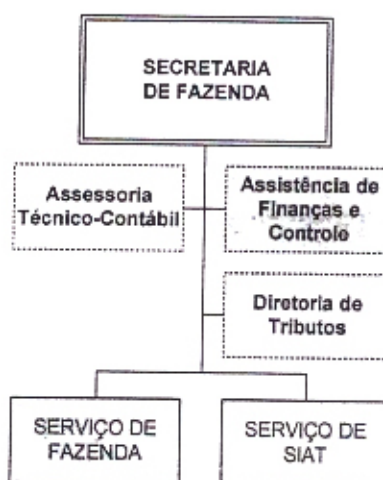 SECRETARIA
DE FAZENDA
Assessoria
Técnico-Contábil
Assistência de
Finanças e
Controle
Diretoria de
Tributos
SERVIÇO DE
FAZENDA
SERVIÇO DE
SIAT